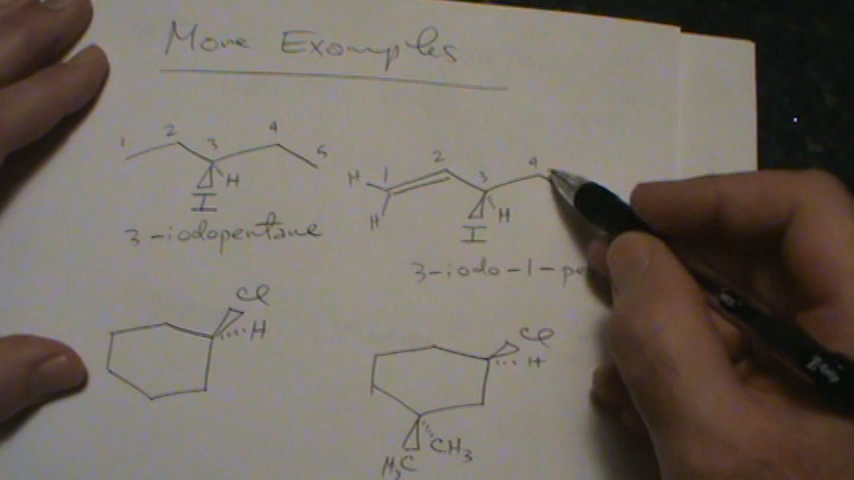 More Examples
1 2 3 4 5
H
I
3-iodopentane
H 1 2 3 4
H
H
I
3-iodo-1-pe
Cl
H
Cl
H
H₃C CH₃